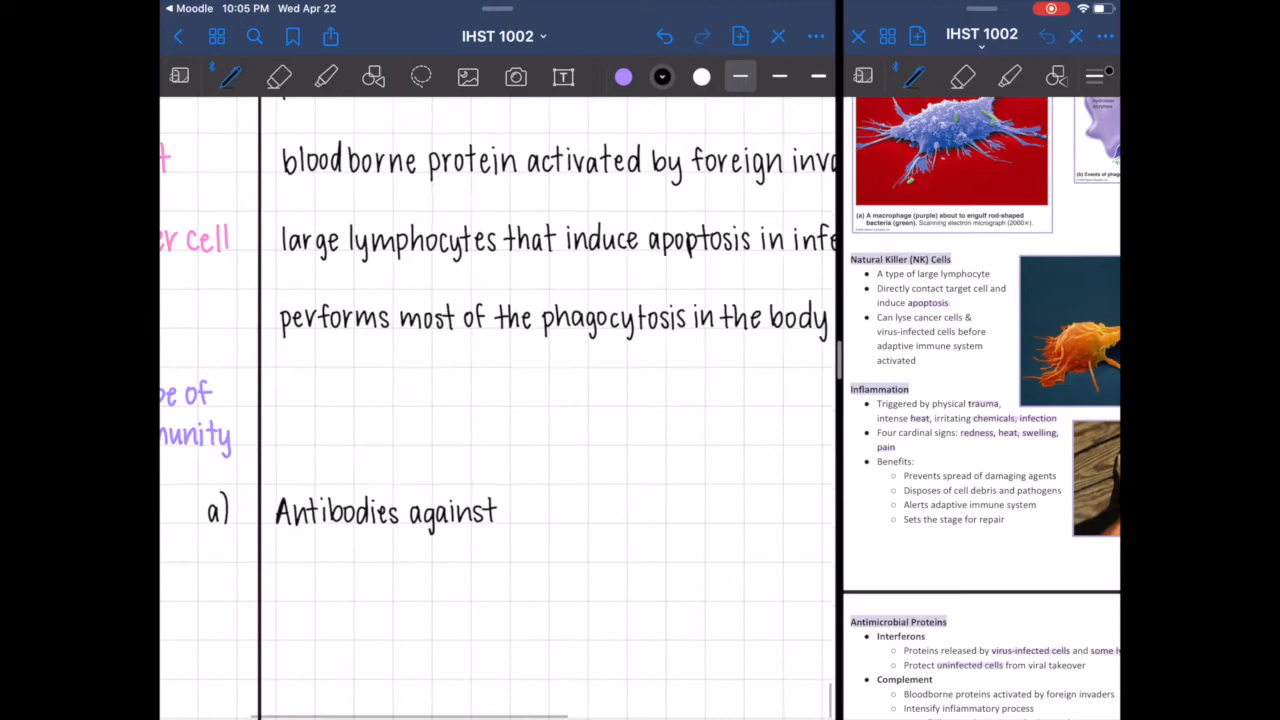 Moodle 10:05 PM Wed Apr 22
IHST 1002
bloodborne protein activated by foreign
er cell large lymphocytes that induce apoptosis in
performs most of the phagocytosis in the body
of
a) Antibodies against
IHST 1002
(a) A macrophage (purple) about to engulf rod-shaped
bacteria (green). Scanning electron micrograph (2000×).
Natural Killer (NK) Cells
• A type of large lymphocyte
• Directly contact target cell and
induce apoptosis
• Can lyse cancer cells &
virus-infected cells before
adaptive immune system
activated
Inflammation
• Triggered by physical trauma,
intense heat, irritating chemicals, infection
• Four cardinal signs: redness, heat, swelling,
pain
• Benefits:
○ Prevents spread of damaging agents
○ Disposes of cell debris and pathogens
○ Alerts adaptive immune system
○ Sets the stage for repair
Antimicrobial Proteins
• Interferons
○ Proteins released by virus-infected cells and some
○ Protect uninfected cells from viral takeover
• Complement
○ Bloodborne proteins activated by foreign invaders
○ Intensify inflammatory process
(b) Events of